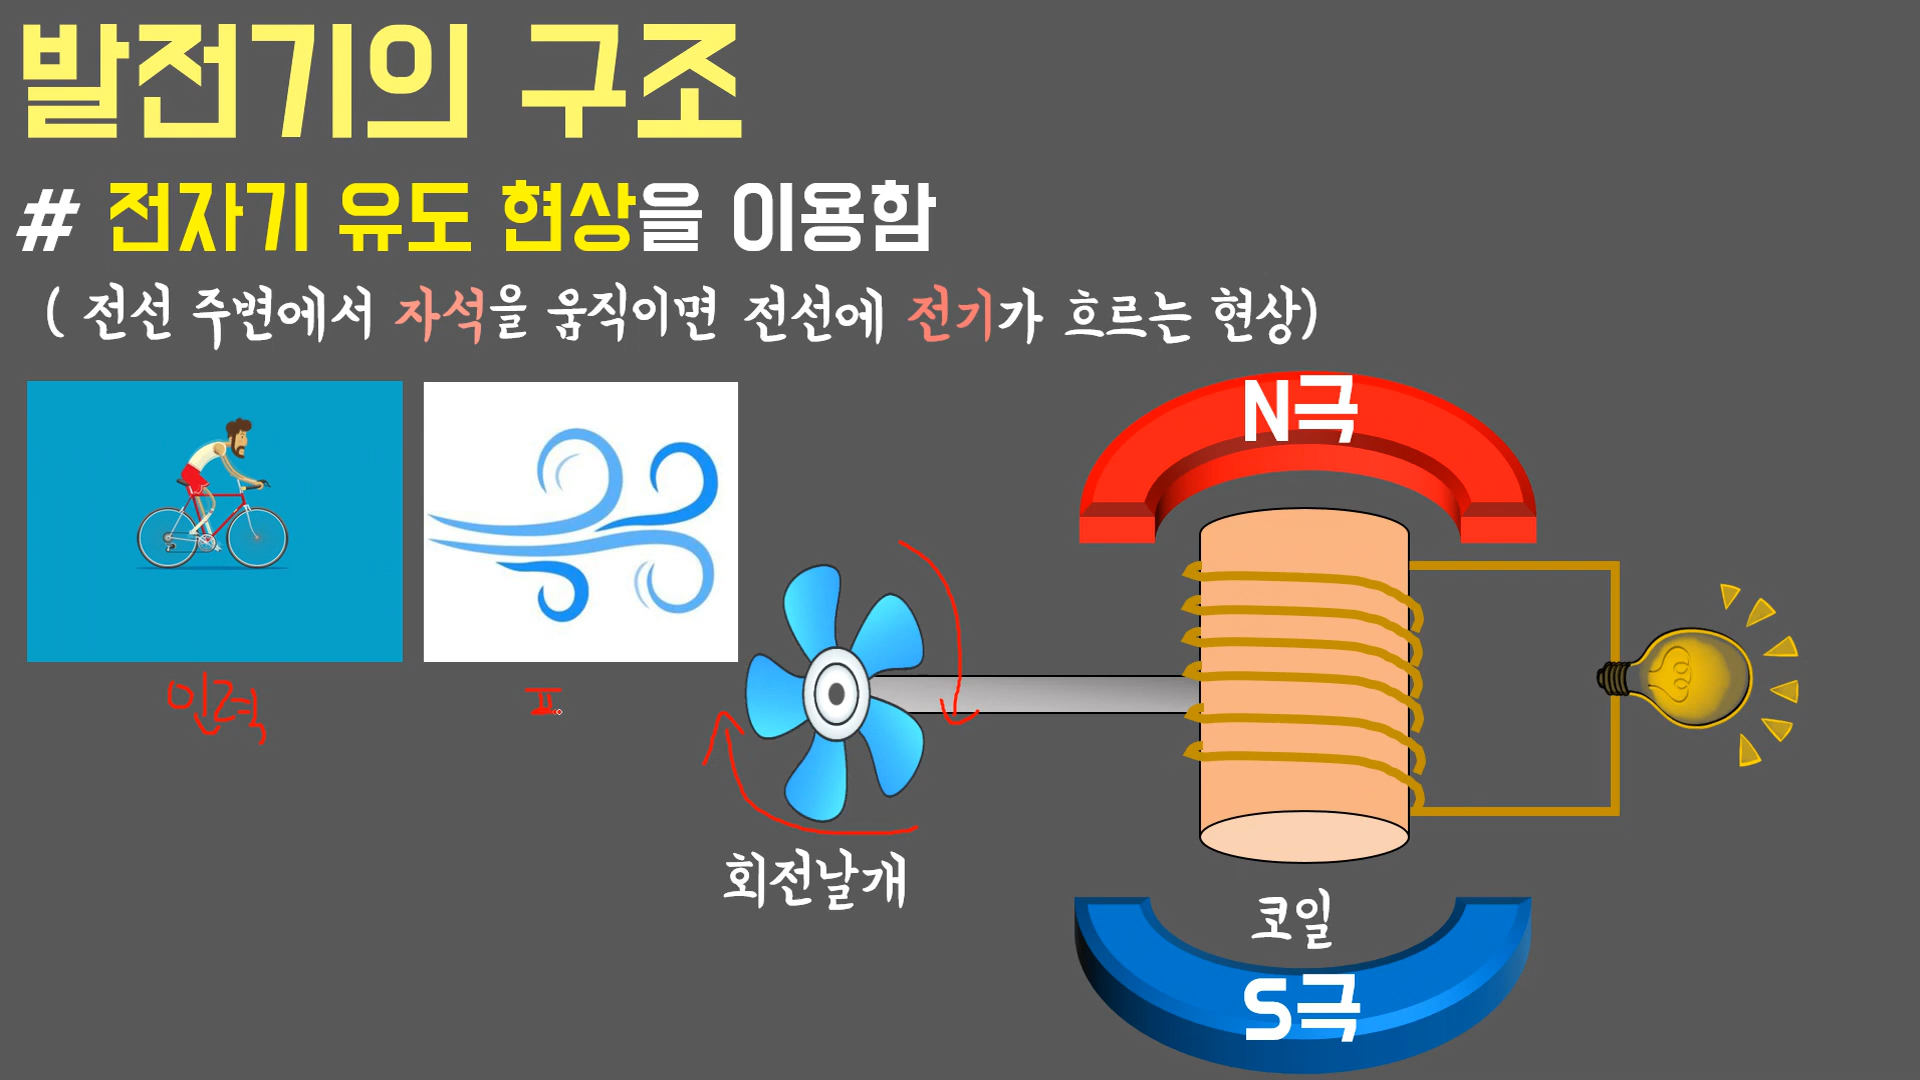 발전기의 구조
# 전자기 유도 현상을 이용함
( 전선 주변에서 자석을 움직이면 전선에 전기가 흐르는 현상)
N극
인력
회전날개
코일
S극